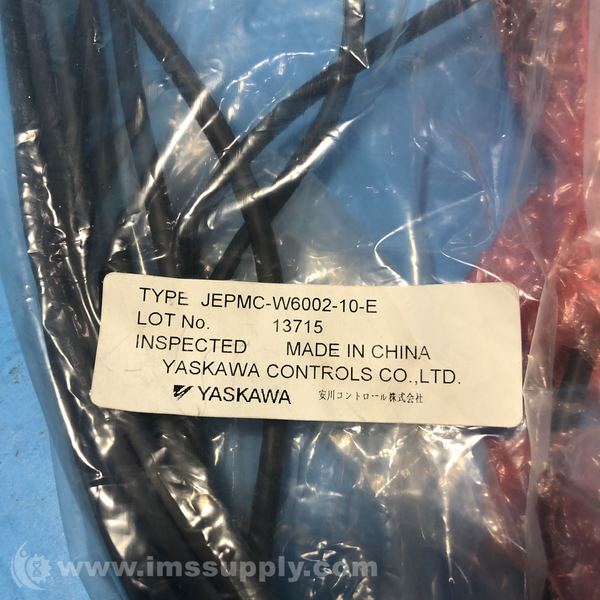 TYPE JEPMC-W6002-10-E
LOT No. 13715
INSPECTED MADE IN CHINA
YASKAWA CONTROLS CO.,LTD.
YASKAWA 安川コントロール株式会社
www.imssupply.com